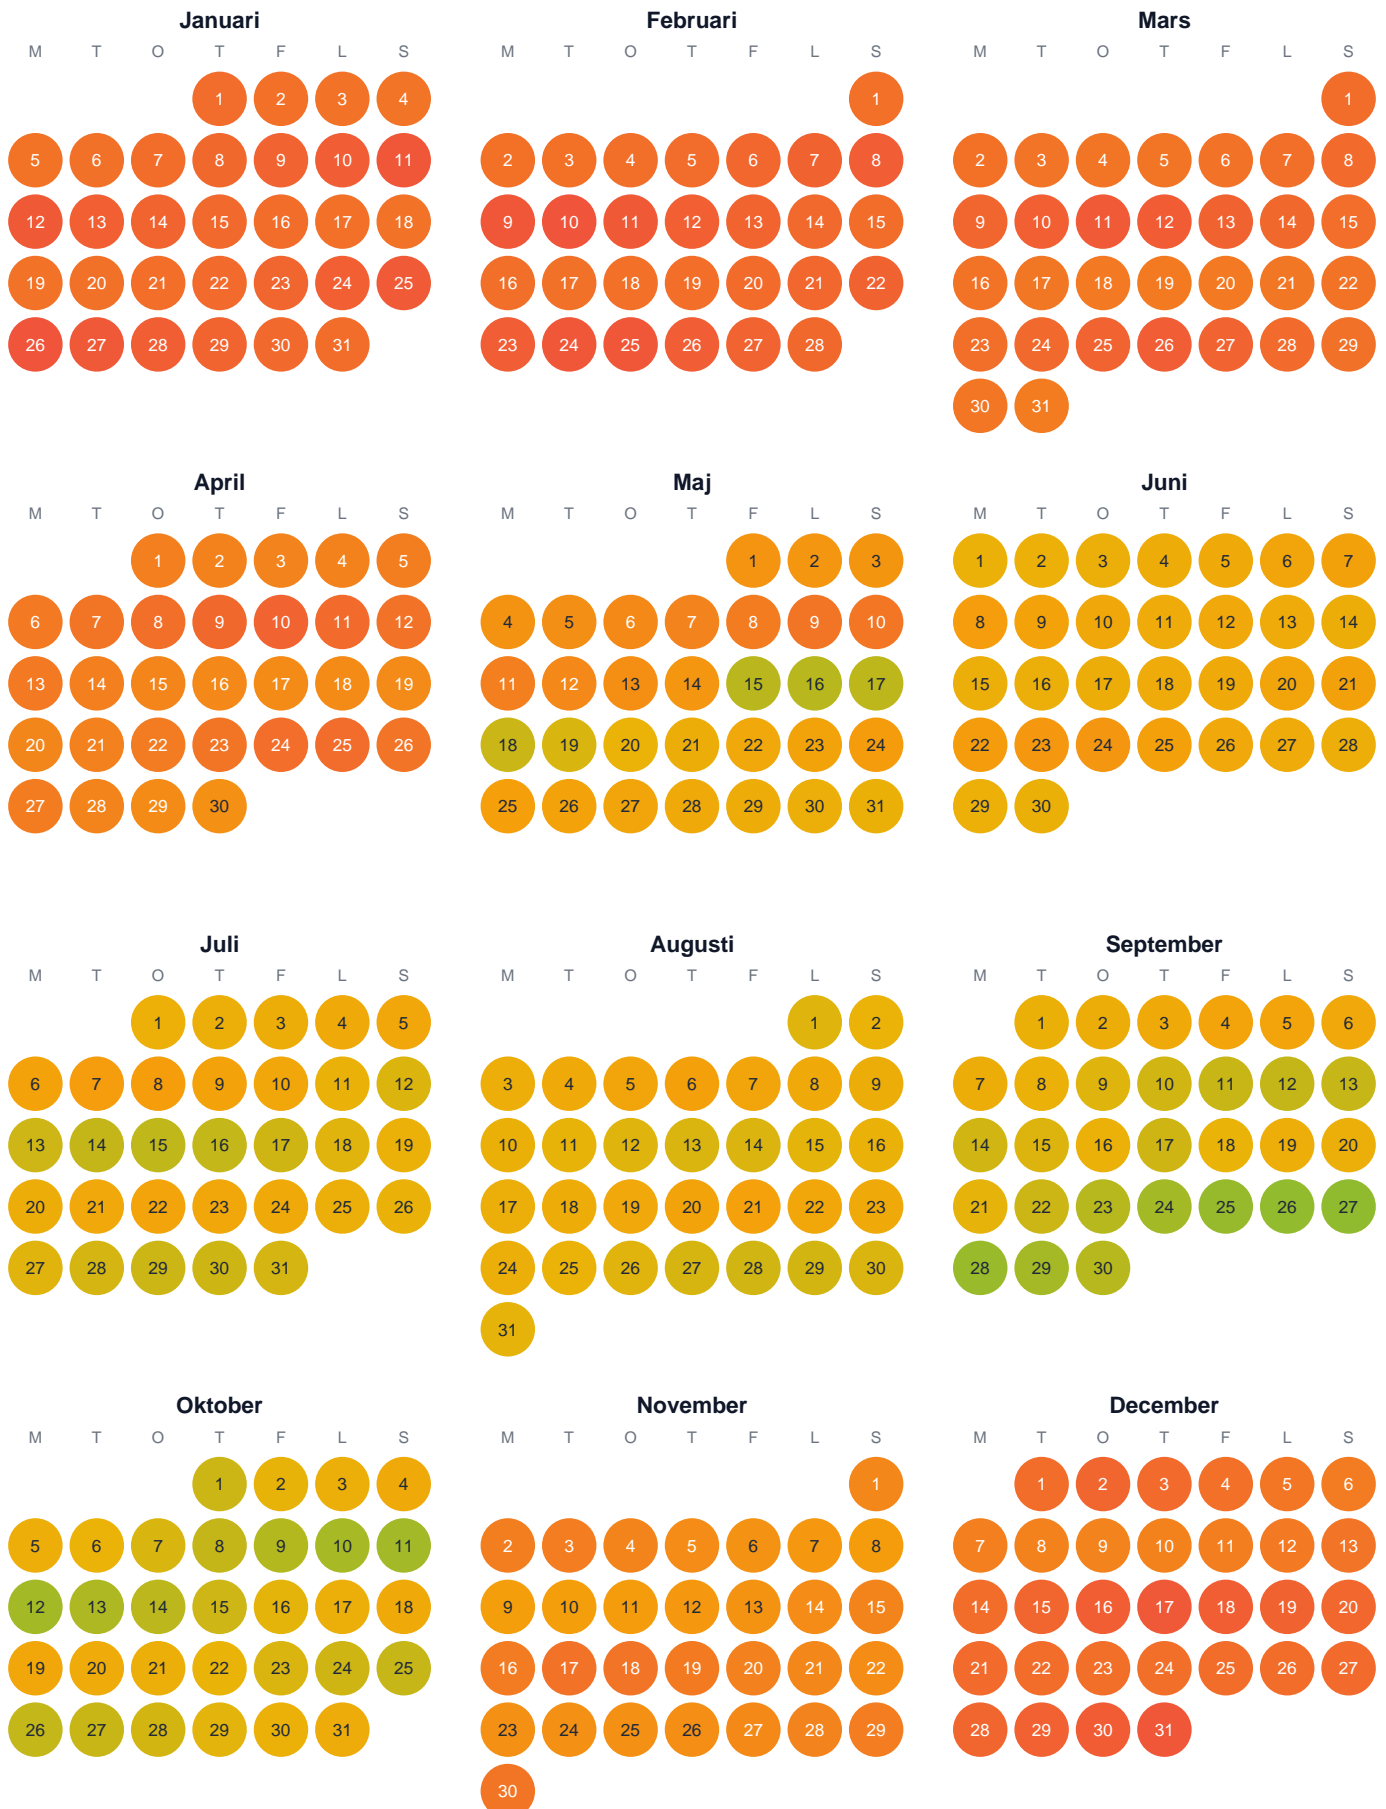 Januari
M T O T F L S
1 2 3 4
5 6 7 8 9 10 11
12 13 14 15 16 17 18
19 20 21 22 23 24 25
26 27 28 29 30 31
Februari
M T O T F L S
1
2 3 4 5 6 7 8
9 10 11 12 13 14 15
16 17 18 19 20 21 22
23 24 25 26 27 28
Mars
M T O T F L S
1
2 3 4 5 6 7 8
9 10 11 12 13 14 15
16 17 18 19 20 21 22
23 24 25 26 27 28 29
30 31
April
M T O T F L S
1 2 3 4 5
6 7 8 9 10 11 12
13 14 15 16 17 18 19
20 21 22 23 24 25 26
27 28 29 30
Maj
M T O T F L S
1 2 3
4 5 6 7 8 9 10
11 12 13 14 15 16 17
18 19 20 21 22 23 24
25 26 27 28 29 30 31
Juni
M T O T F L S
1 2 3 4 5 6 7
8 9 10 11 12 13 14
15 16 17 18 19 20 21
22 23 24 25 26 27 28
29 30
Juli
M T O T F L S
1 2 3 4 5
6 7 8 9 10 11 12
13 14 15 16 17 18 19
20 21 22 23 24 25 26
27 28 29 30 31
Augusti
M T O T F L S
1 2
3 4 5 6 7 8 9
10 11 12 13 14 15 16
17 18 19 20 21 22 23
24 25 26 27 28 29 30
31
September
M T O T F L S
1 2 3 4 5 6
7 8 9 10 11 12 13
14 15 16 17 18 19 20
21 22 23 24 25 26 27
28 29 30
Oktober
M T O T F L S
1 2 3 4
5 6 7 8 9 10 11
12 13 14 15 16 17 18
19 20 21 22 23 24 25
26 27 28 29 30 31
November
M T O T F L S
1
2 3 4 5 6 7 8
9 10 11 12 13 14 15
16 17 18 19 20 21 22
23 24 25 26 27 28 29
30
December
M T O T F L S
1 2 3 4 5 6
7 8 9 10 11 12 13
14 15 16 17 18 19 20
21 22 23 24 25 26 27
28 29 30 31